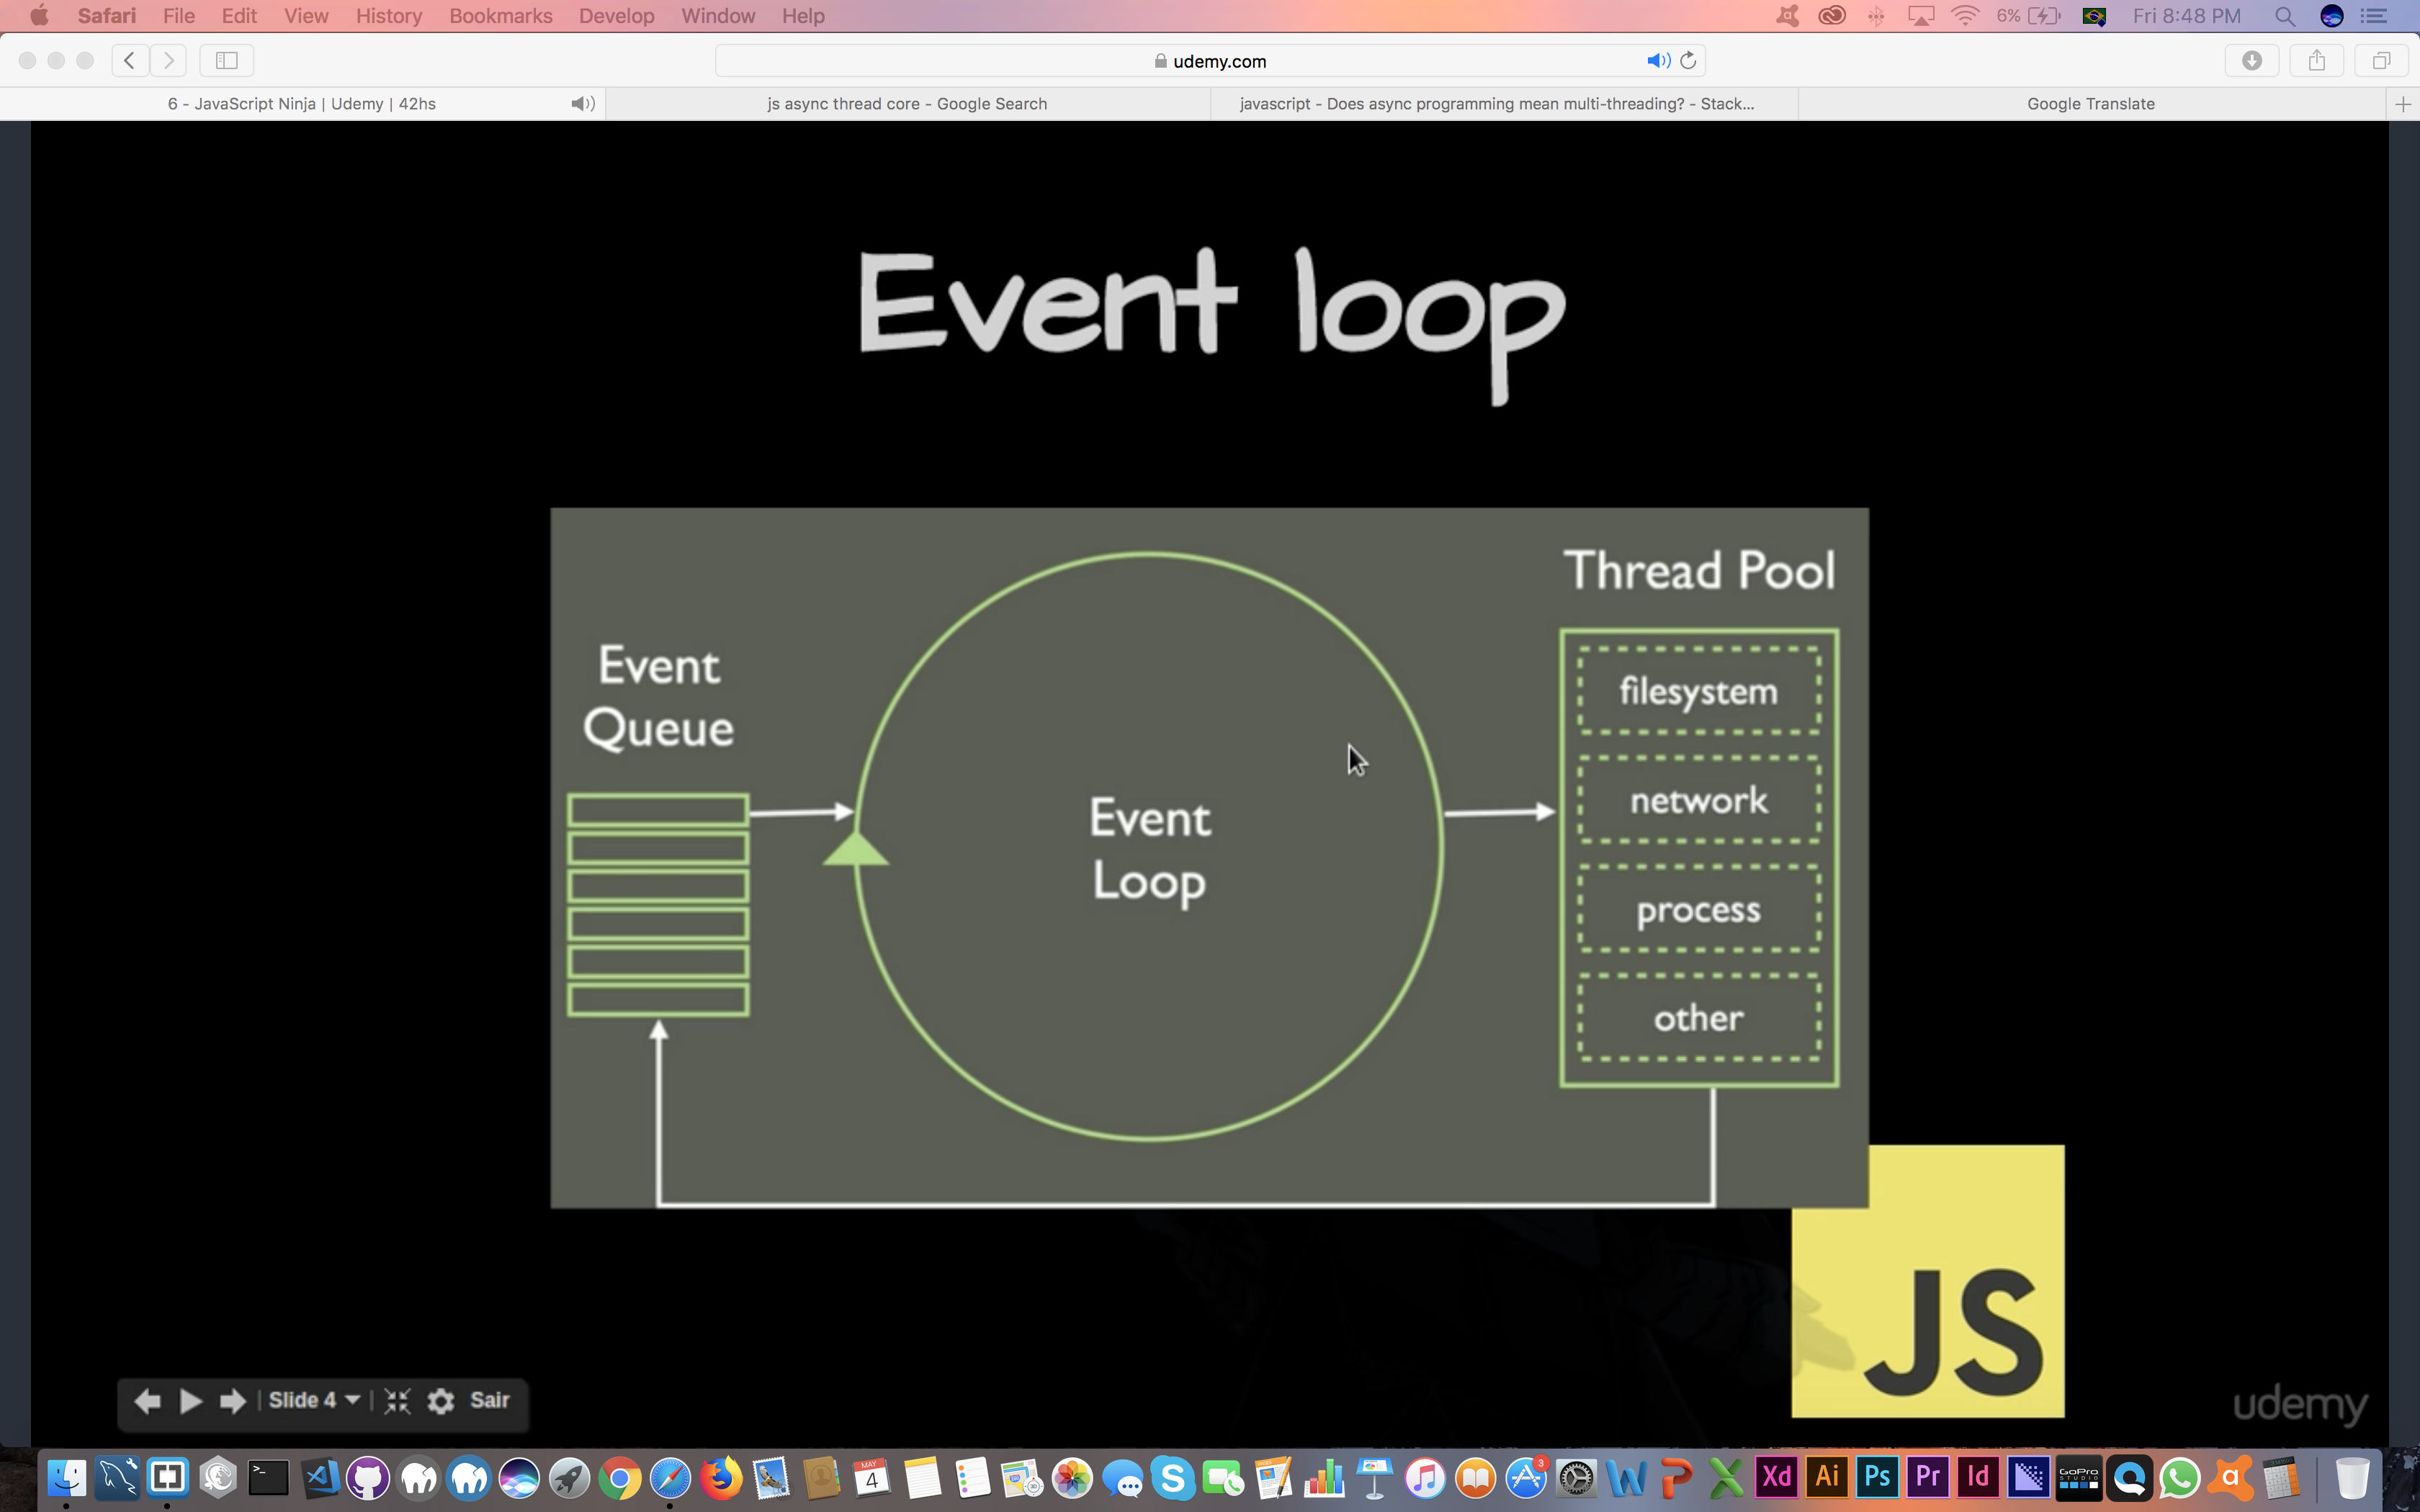 Safari File Edit View History Bookmarks Develop Window Help 6% Fri 8:48 PM
udemy.com
6 - JavaScript Ninja | Udemy | 42hs js async thread core - Google Search javascript - Does async programming mean multi-threading? - Stack... Google Translate
Event loop
Thread Pool
Event
Queue
Event
Loop
filesystem
network
process
other
JS
Slide 4 Sair
udemy
MAY
4
3
W P X Xd Ai Ps Pr Id GoPro
STUDIO
S
a